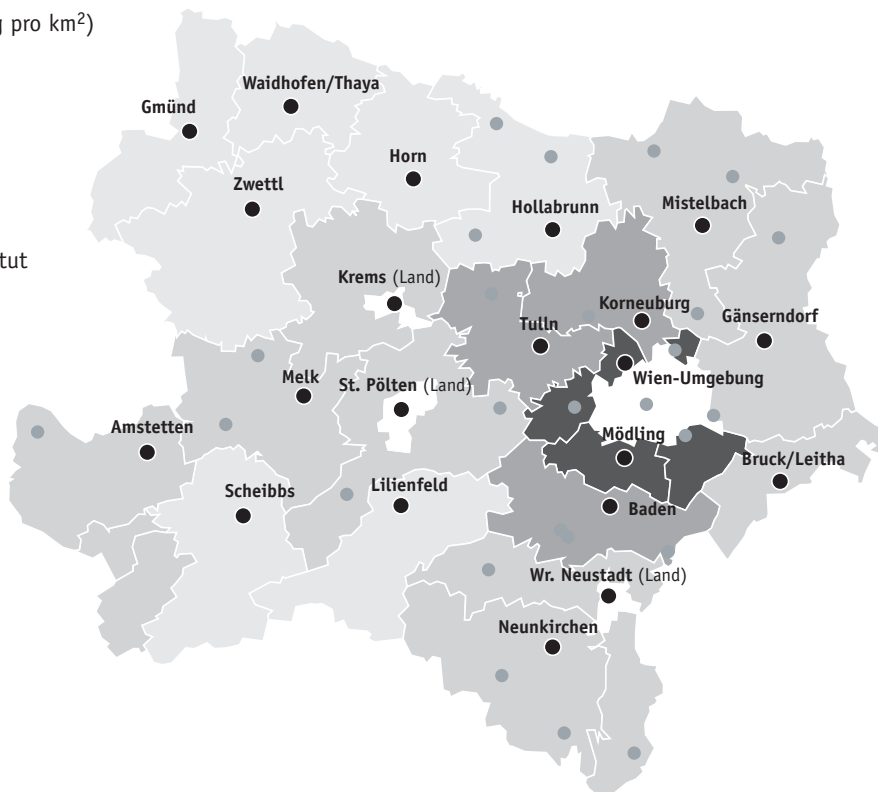 pro km²)
Waidhofen/Thaya
Gmünd
Horn
Zwettl
Mistelbach
Hollabrunn
Krems (Land)
Korneuburg
Gänserndorf
Tulln
Melk
St. Pölten (Land)
Wien-Umgebung
Amstetten
Mödling
Bruck/Leitha
Lilienfeld
Scheibbs
Baden
Wr. Neustadt (Land)
Neunkirchen